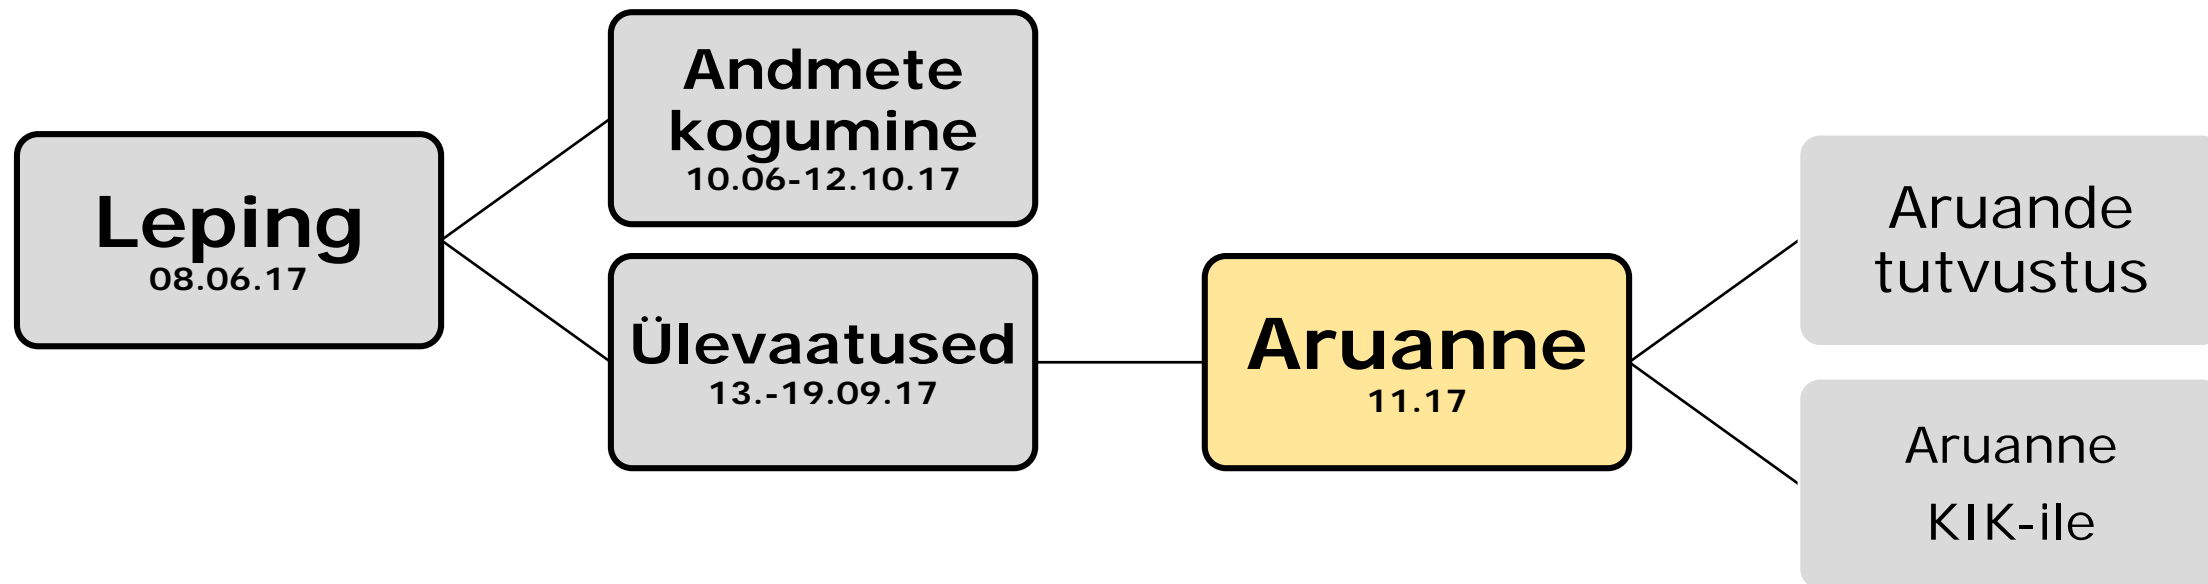 Leping
08.06.17
Andmete
kogumine
10.06-12.10.17
Ülevaatused
13.-19.09.17
Aruanne
11.17
Aruande
tutvustus
Aruanne
KIK-ile